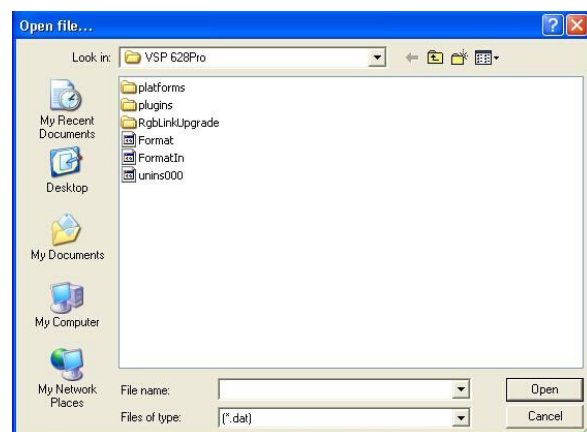 Open file...
Look in: VSP 628Pro
My Recent
Documents
Desktop
My Documents
My Computer
My Network
Places
platforms
plugins
RgbLinkUpgrade
Format
FormatIn
unins000
File name:
Open
Files of type: (*.dat)
Cancel